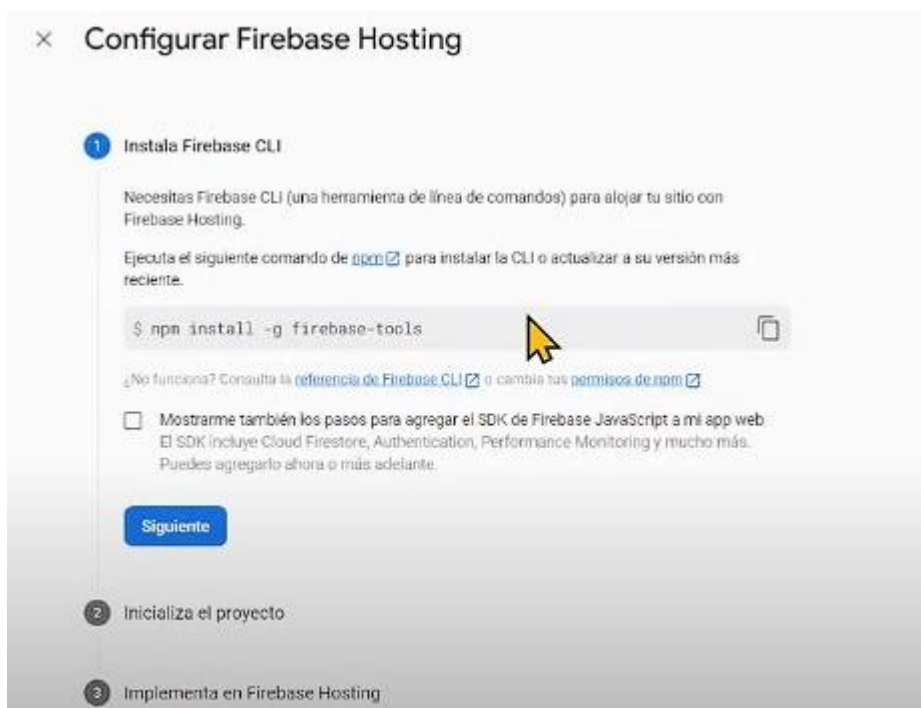 Configurar Firebase Hosting
1 Instala Firebase CLI
Necesitas Firebase CLI (una herramienta de línea de comandos) para alojar tu sitio con
Firebase Hosting.
Ejecuta el siguiente comando de npm para instalar la CLI o actualizar a su versión más
reciente.
$ npm install -g firebase-tools
¿No funciona? Consulta la referencia de Firebase CLI o cambia tus permisos de npm
Mostrarme también los pasos para agregar el SDK de Firebase JavaScript a mi app web
El SDK incluye Cloud Firestore, Authentication, Performance Monitoring y mucho más.
Puedes agregarlo ahora o más adelante.
Siguiente
2 Inicializa el proyecto
3 Implementa en Firebase Hosting